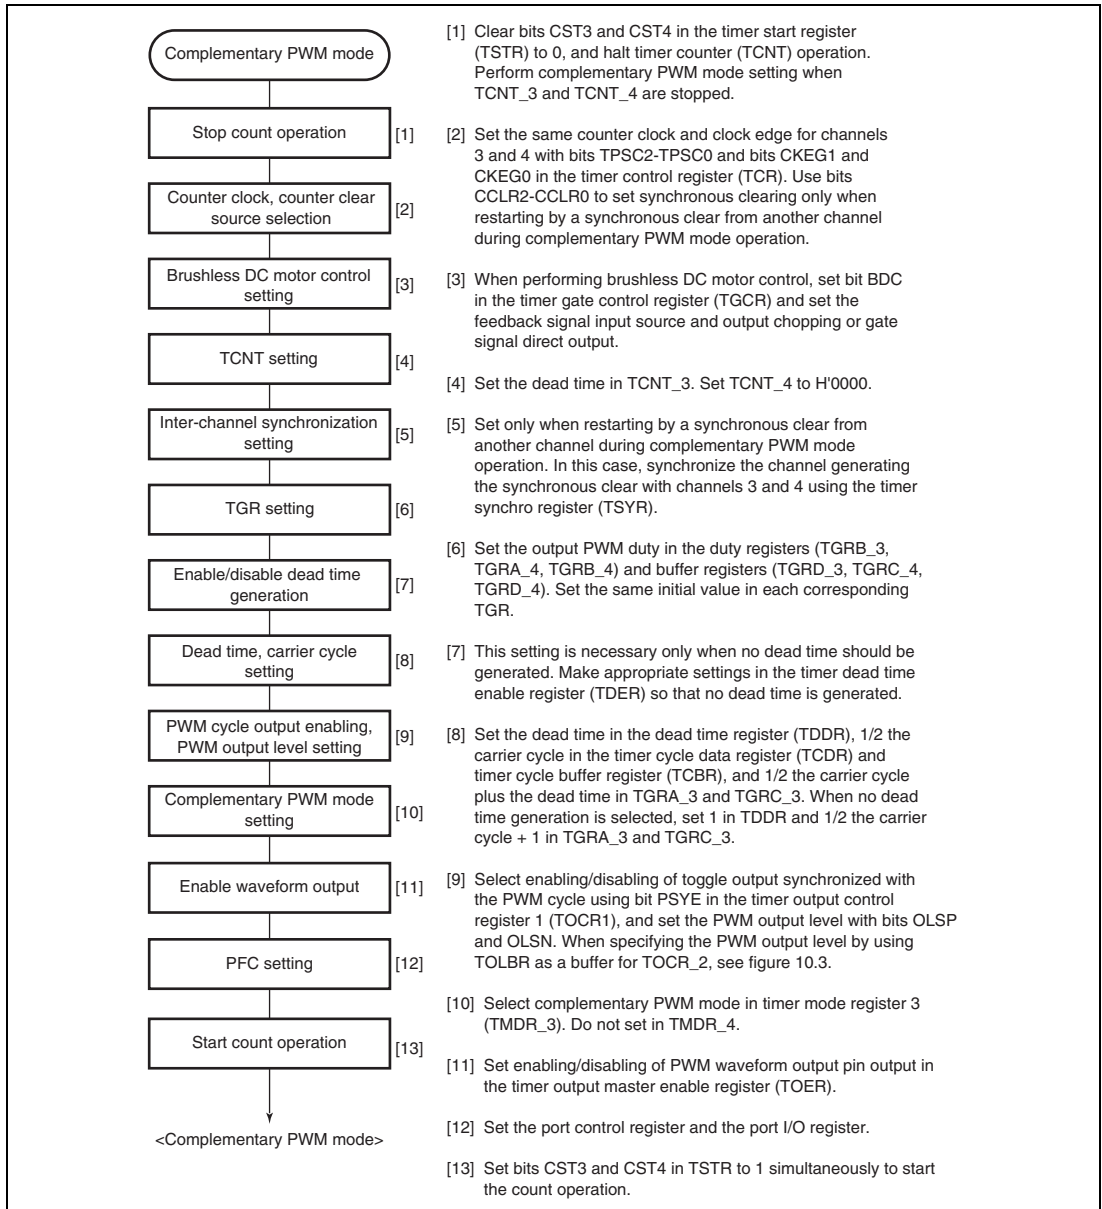 Complementary PWM mode
Stop count operation
[1]
Counter clock, counter clear
source selection
[2]
Brushless DC motor control
setting
[3]
TCNT setting
[4]
Inter-channel synchronization
setting
[5]
TGR setting
[6]
Enable/disable dead time
generation
[7]
Dead time, carrier cycle
setting
[8]
PWM cycle output enabling,
PWM output level setting
[9]
Complementary PWM mode
setting
[10]
Enable waveform output
[11]
PFC setting
[12]
Start count operation
[13]
<Complementary PWM mode>
[1] Clear bits CST3 and CST4 in the timer start register
(TSTR) to 0, and halt timer counter (TCNT) operation.
Perform complementary PWM mode setting when
TCNT_3 and TCNT_4 are stopped.
[2] Set the same counter clock and clock edge for channels
3 and 4 with bits TPSC2-TPSC0 and bits CKEG1 and
CKEG0 in the timer control register (TCR). Use bits
CCLR2-CCLR0 to set synchronous clearing only when
restarting by a synchronous clear from another channel
during complementary PWM mode operation.
[3] When performing brushless DC motor control, set bit BDC
in the timer gate control register (TGCR) and set the
feedback signal input source and output chopping or gate
signal direct output.
[4] Set the dead time in TCNT_3. Set TCNT_4 to H'0000.
[5] Set only when restarting by a synchronous clear from
another channel during complementary PWM mode
operation. In this case, synchronize the channel generating
the synchronous clear with channels 3 and 4 using the timer
synchro register (TSYR).
[6] Set the output PWM duty in the duty registers (TGRB_3,
TGRA_4, TGRB_4) and buffer registers (TGRD_3, TGRC_4,
TGRD_4). Set the same initial value in each corresponding
TGR.
[7] This setting is necessary only when no dead time should be
generated. Make appropriate settings in the timer dead time
enable register (TDER) so that no dead time is generated.
[8] Set the dead time in the dead time register (TDDR), 1/2 the
carrier cycle in the timer cycle data register (TCDR) and
timer cycle buffer register (TCBR), and 1/2 the carrier cycle
plus the dead time in TGRA_3 and TGRC_3. When no dead
time generation is selected, set 1 in TDDR and 1/2 the carrier
cycle + 1 in TGRA_3 and TGRC_3.
[9] Select enabling/disabling of toggle output synchronized with
the PWM cycle using bit PSYE in the timer output control
register 1 (TOCR1), and set the PWM output level with bits OLSP
and OLSN. When specifying the PWM output level by using
TOLBR as a buffer for TOCR_2, see figure 10.3.
[10] Select complementary PWM mode in timer mode register 3
(TMDR_3). Do not set in TMDR_4.
[11] Set enabling/disabling of PWM waveform output pin output in
the timer output master enable register (TOER).
[12] Set the port control register and the port I/O register.
[13] Set bits CST3 and CST4 in TSTR to 1 simultaneously to start
the count operation.